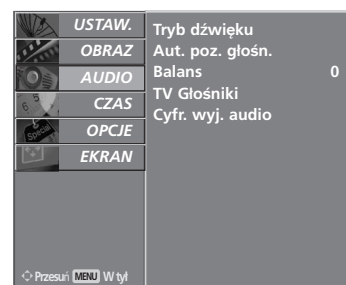 USTAW.
OBRAZ
AUDIO
CZAS
OPCJE
EKRAN
Tryb dźwięku
Aut. poz. głośn.
Balans 0
TV Głośniki
Cyfr. wyj. audio
Przesuń MENU W tył